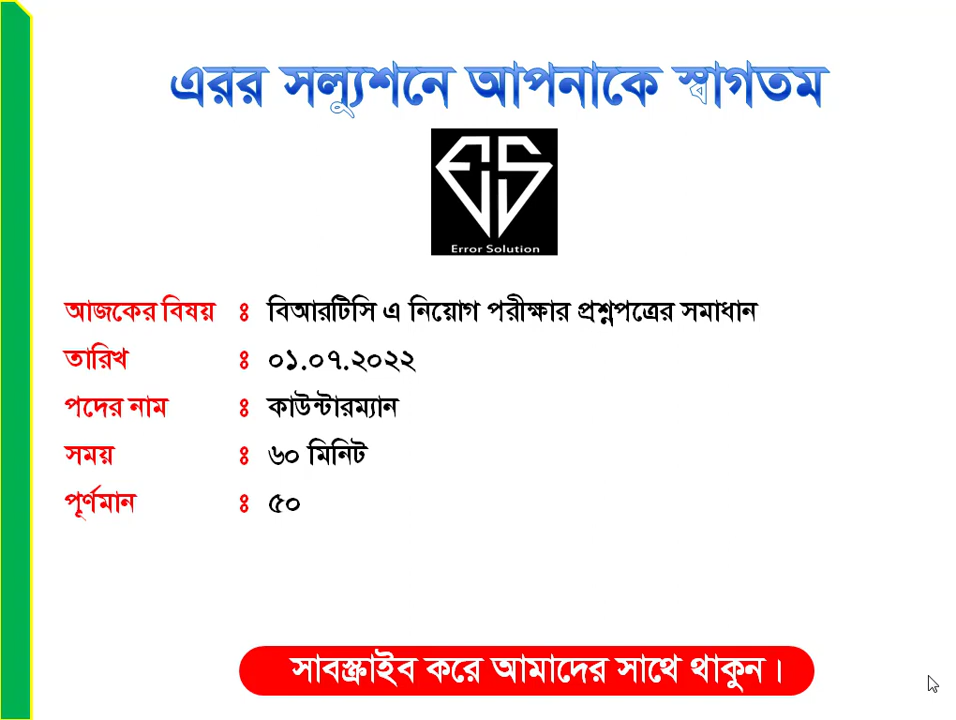 এরর সল্যুশনে আপনাকে স্বাগতম
ES
Error Solution
আজকের বিষয় ঃ বিআরটিসি এ নিয়োগ পরীক্ষার প্রশ্নপত্রের সমাধান
তারিখ ঃ ০১.০৭.২০২২
পদের নাম ঃ কাউন্টারম্যান
সময় ঃ ৬০ মিনিট
পূর্ণমান ঃ ৫০
সাবস্ক্রাইব করে আমাদের সাথে থাকুন।